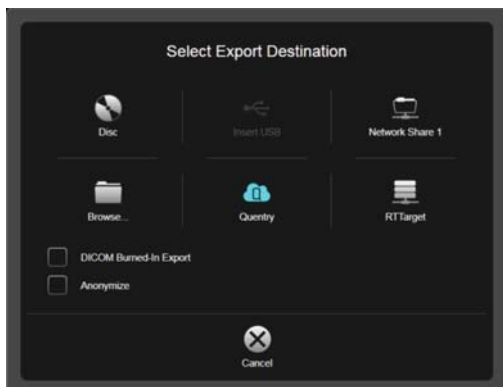 Select Export Destination
Disc
Insert USB
Network Share 1
Browse...
Quentry
RTTarget
DICOM Burned-In Export
Anonymize
Cancel